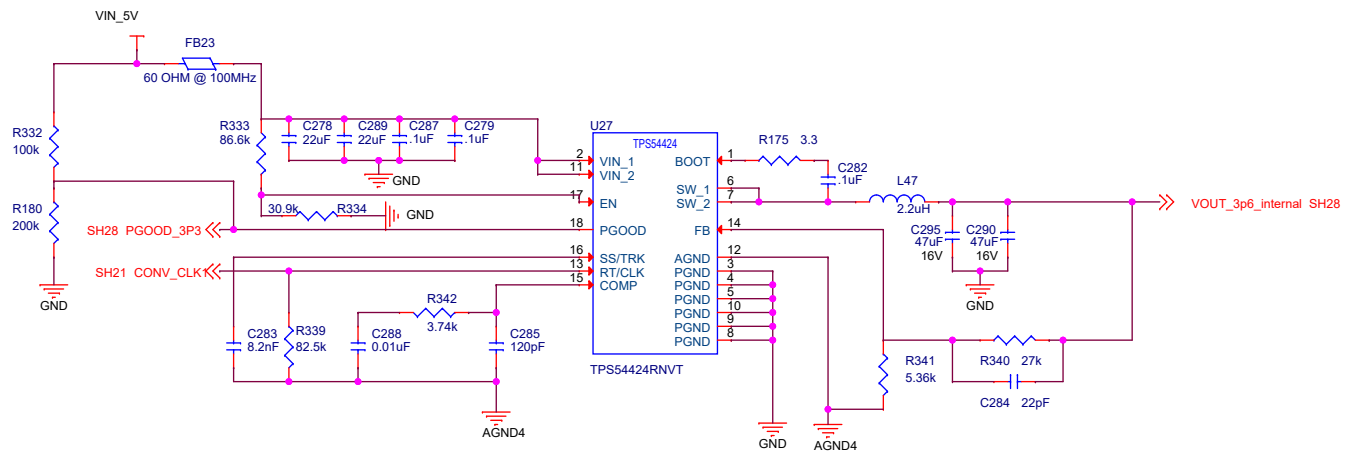 VIN_5V
FB23
60 OHM @ 100MHz
R332
100k
R333
86.6k
C278
22uF
C289
22uF
C287
.1uF
C279
.1uF
GND
R180
200k
30.9k
R334
GND
SH28 PGOOD_3P3
SH21 CONV_CLK1
GND
U27
TPS54424
2
VIN_1
11
VIN_2
17
EN
18
PGOOD
16
SS/TRK
13
RT/CLK
15
COMP
BOOT
1
SW_1
6
SW_2
7
FB
14
AGND
12
PGND
3
PGND
4
PGND
5
PGND
10
PGND
9
PGND
8
TPS54424RNVT
R175 3.3
C282
.1uF
L47
2.2uH
VOUT_3p6_internal SH28
C295
47uF
16V
C290
47uF
16V
GND
R342
3.74k
C283
8.2nF
R339
82.5k
C288
0.01uF
C285
120pF
AGND4
R341
5.36k
R340 27k
C284 22pF
GND
AGND4